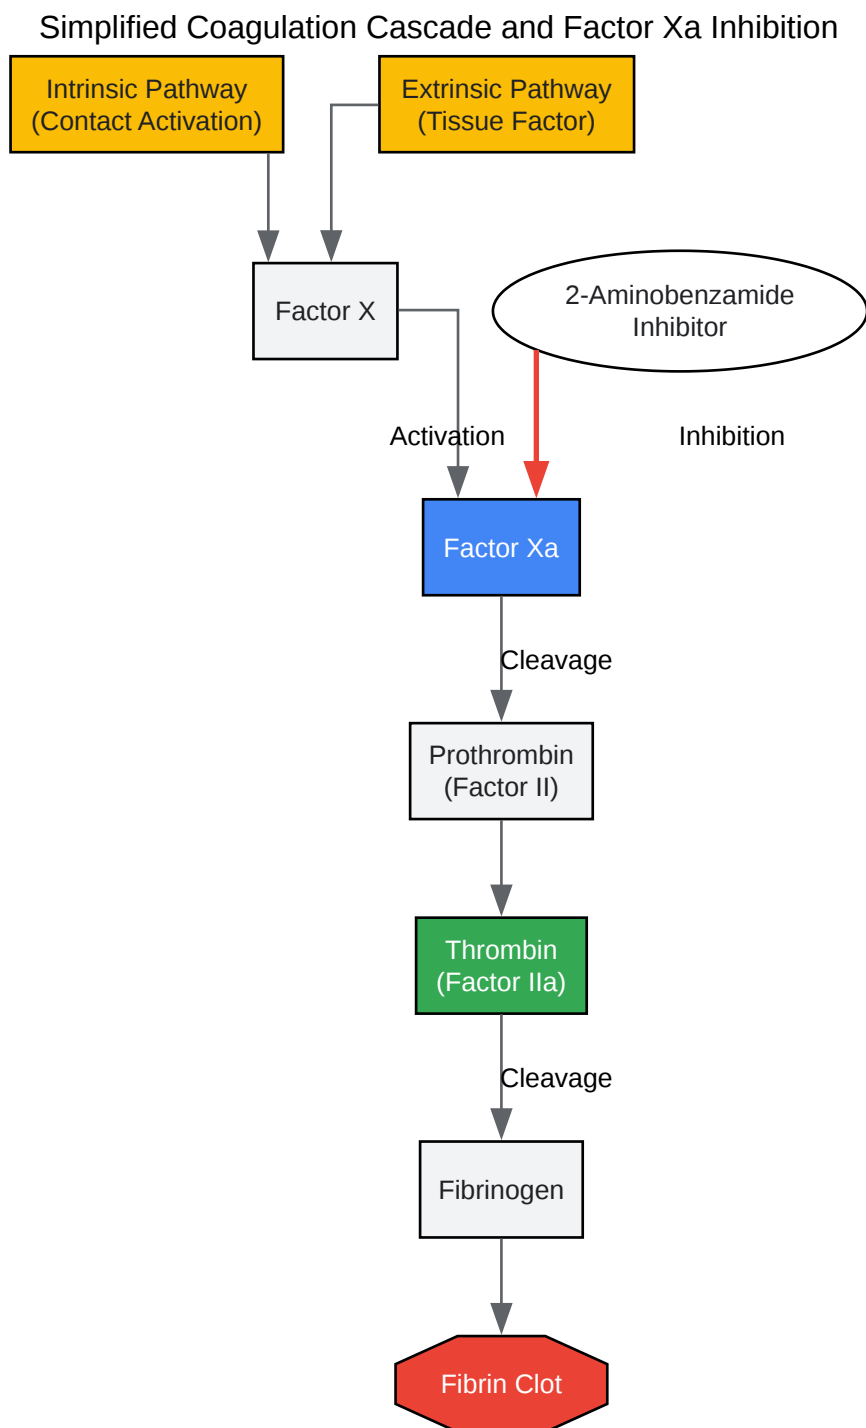 Simplified Coagulation Cascade and Factor Xa Inhibition
Intrinsic Pathway
(Contact Activation)
Extrinsic Pathway
(Tissue Factor)
Factor X
2-Aminobenzamide
Inhibitor
Activation
Inhibition
Factor Xa
Cleavage
Prothrombin
(Factor II)
Thrombin
(Factor IIa)
Cleavage
Fibrinogen
Fibrin Clot